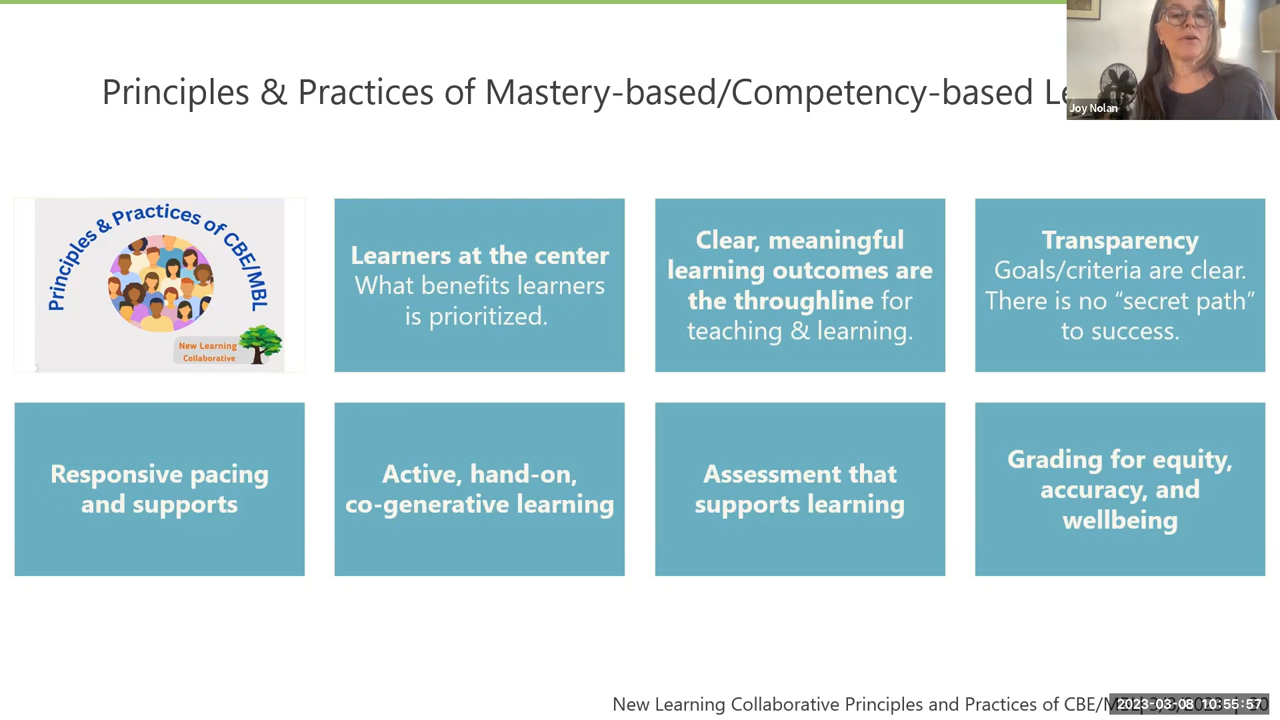 Principles & Practices of Mastery-based/Competency-based
Joy Nolan
Principles & Practices of CBE/MBL
New Learning
Collaborative
Learners at the center
What benefits learners
is prioritized.
Clear, meaningful
learning outcomes are
the throughline for
teaching & learning.
Transparency
Goals/criteria are clear.
There is no “secret path”
to success.
Responsive pacing
and supports
Active, hand-on,
co-generative learning
Assessment that
supports learning
Grading for equity,
accuracy, and
wellbeing
New Learning Collaborative Principles and Practices of
2023-03-08 10:55:57